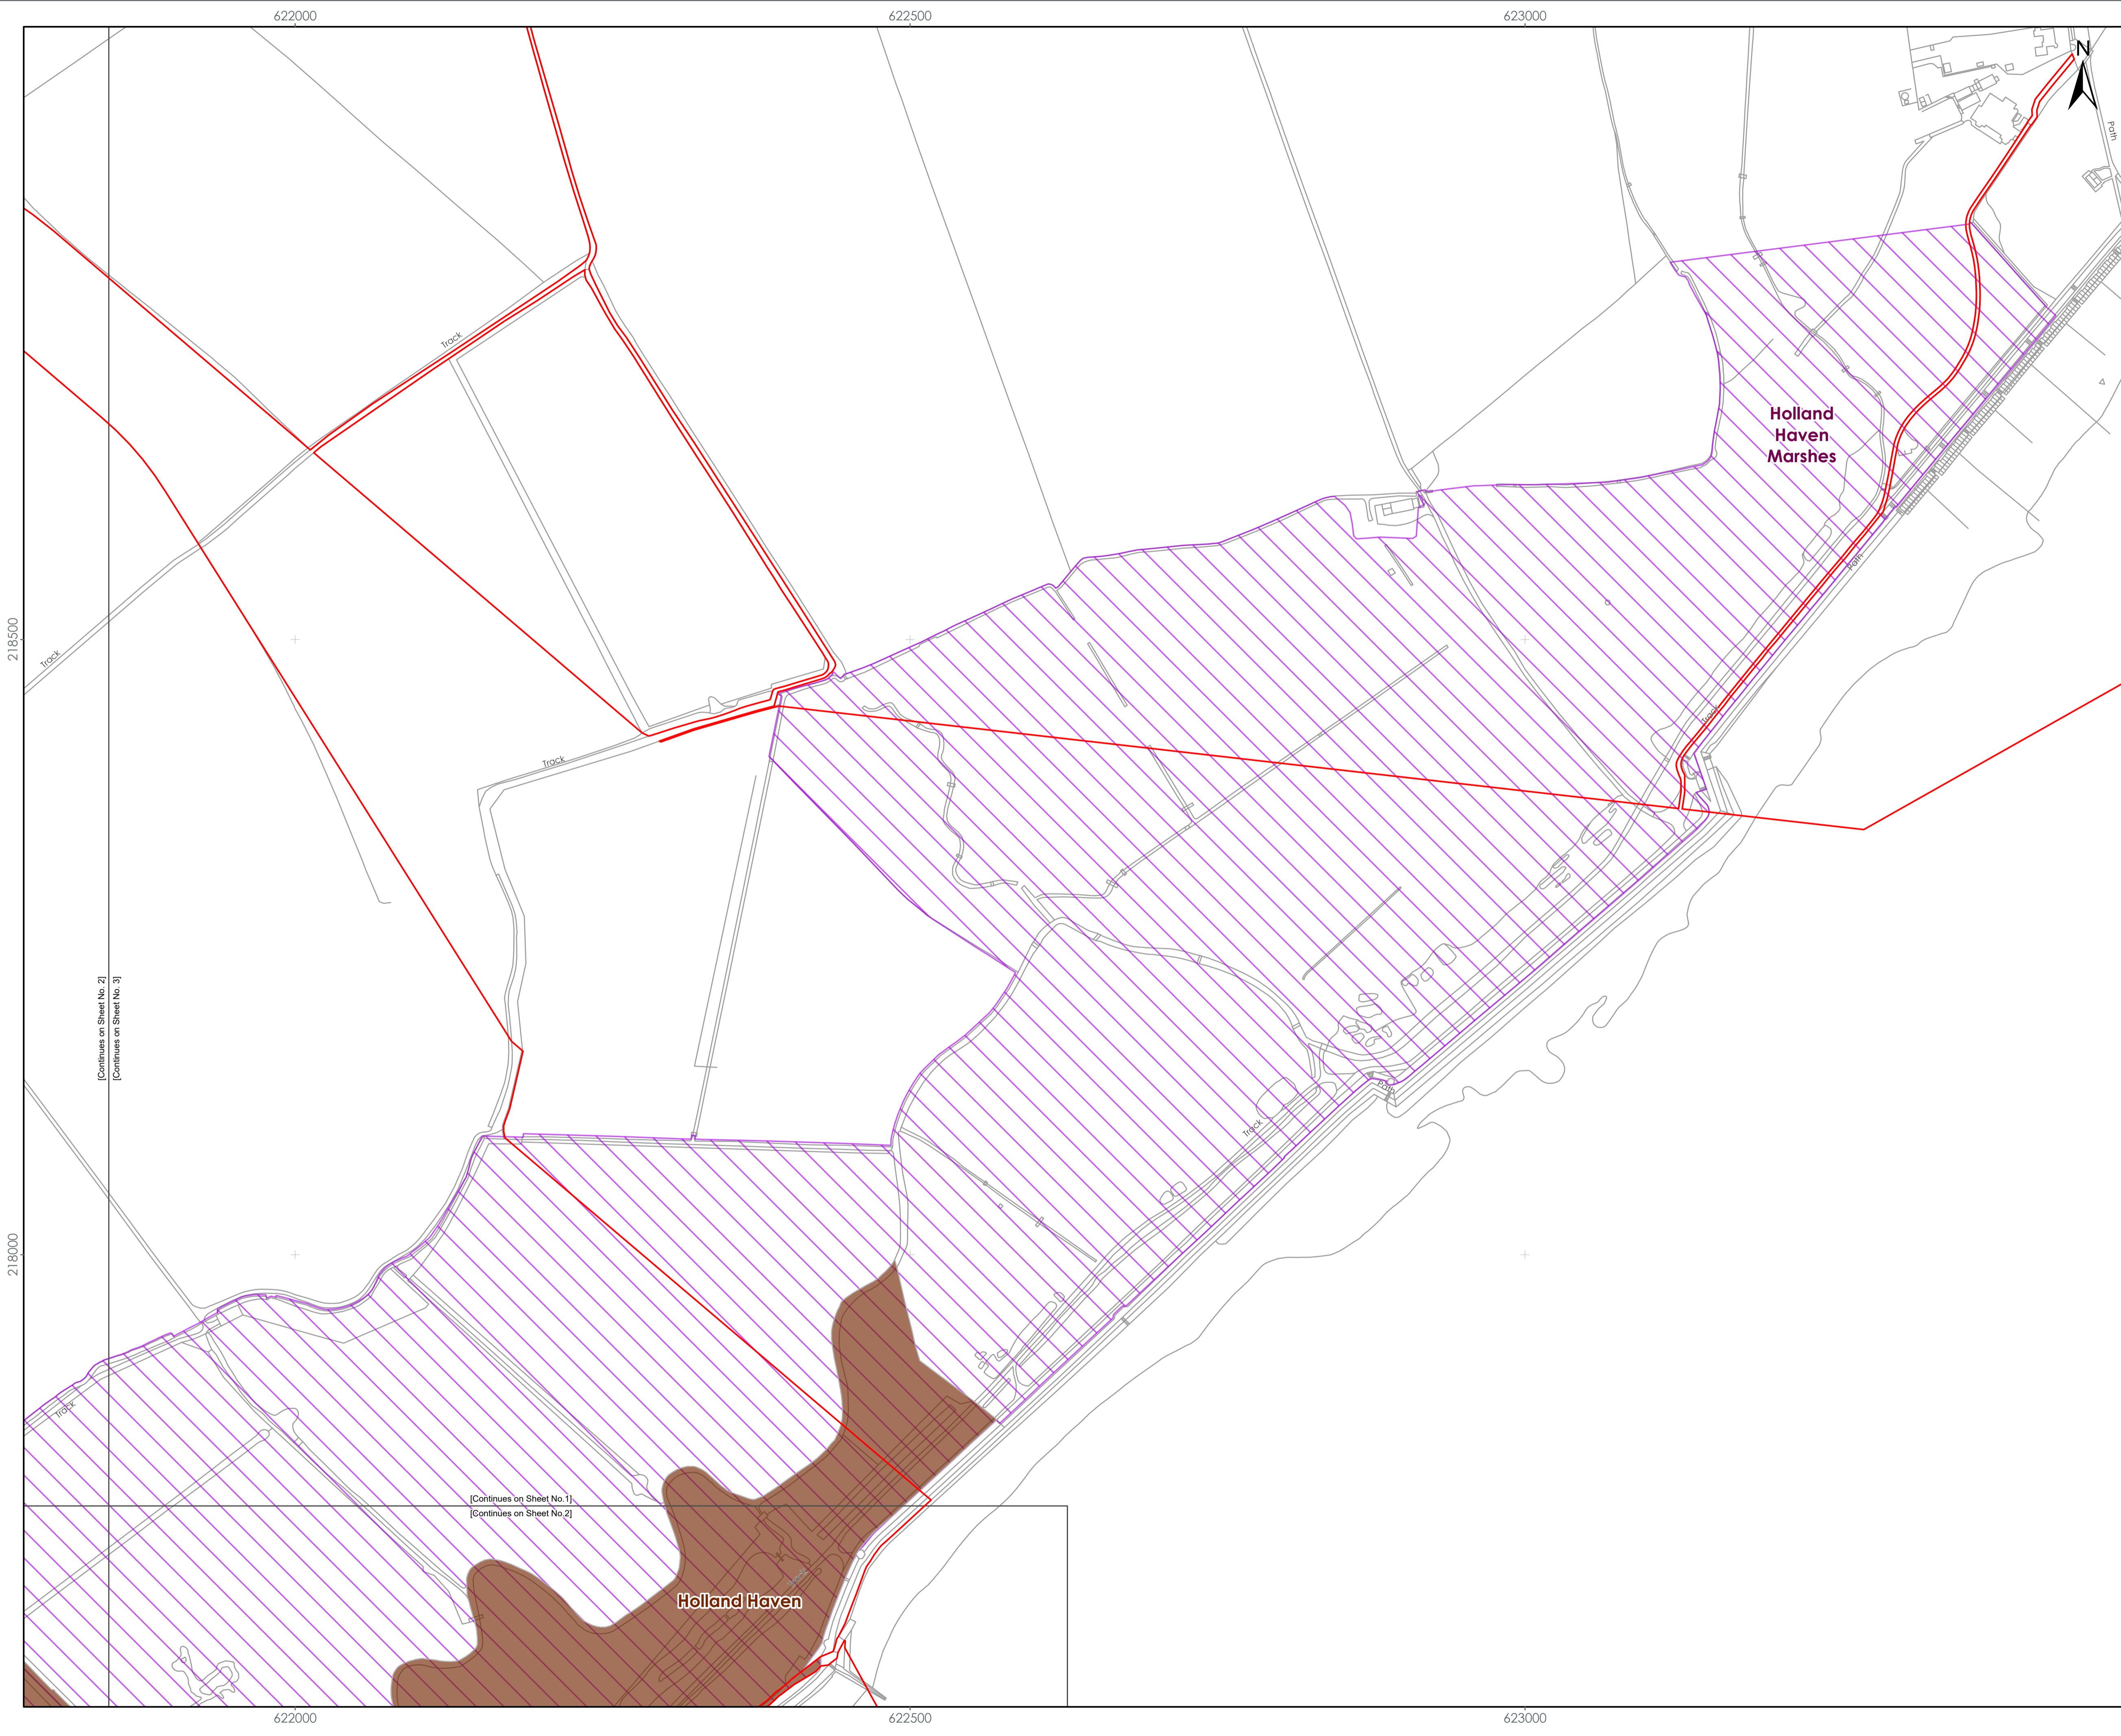 622000
622500
623000
N
Path
Track
Holland
Haven
Marshes
218500
Track
Path
Track
Track
[Continues on Sheet No. 2]
[Continues on Sheet No. 3]
Path
Track
218000
Track
[Continues on Sheet No.1]
[Continues on Sheet No.2]
Holland Haven
622000
622500
623000